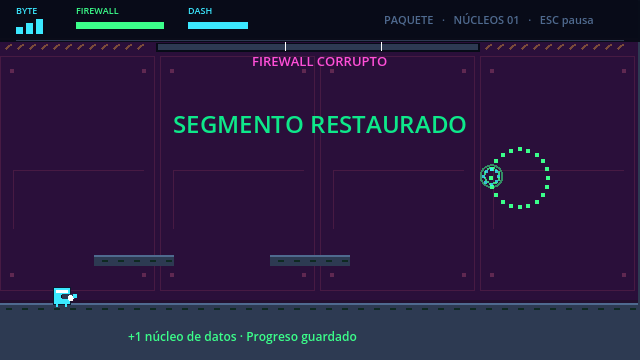 BYTE FIREWALL DASH PAQUETE · NÚCLEOS 01 · ESC pausa
FIREWALL CORRUPTO
SEGMENTO RESTAURADO
+1 núcleo de datos · Progreso guardado